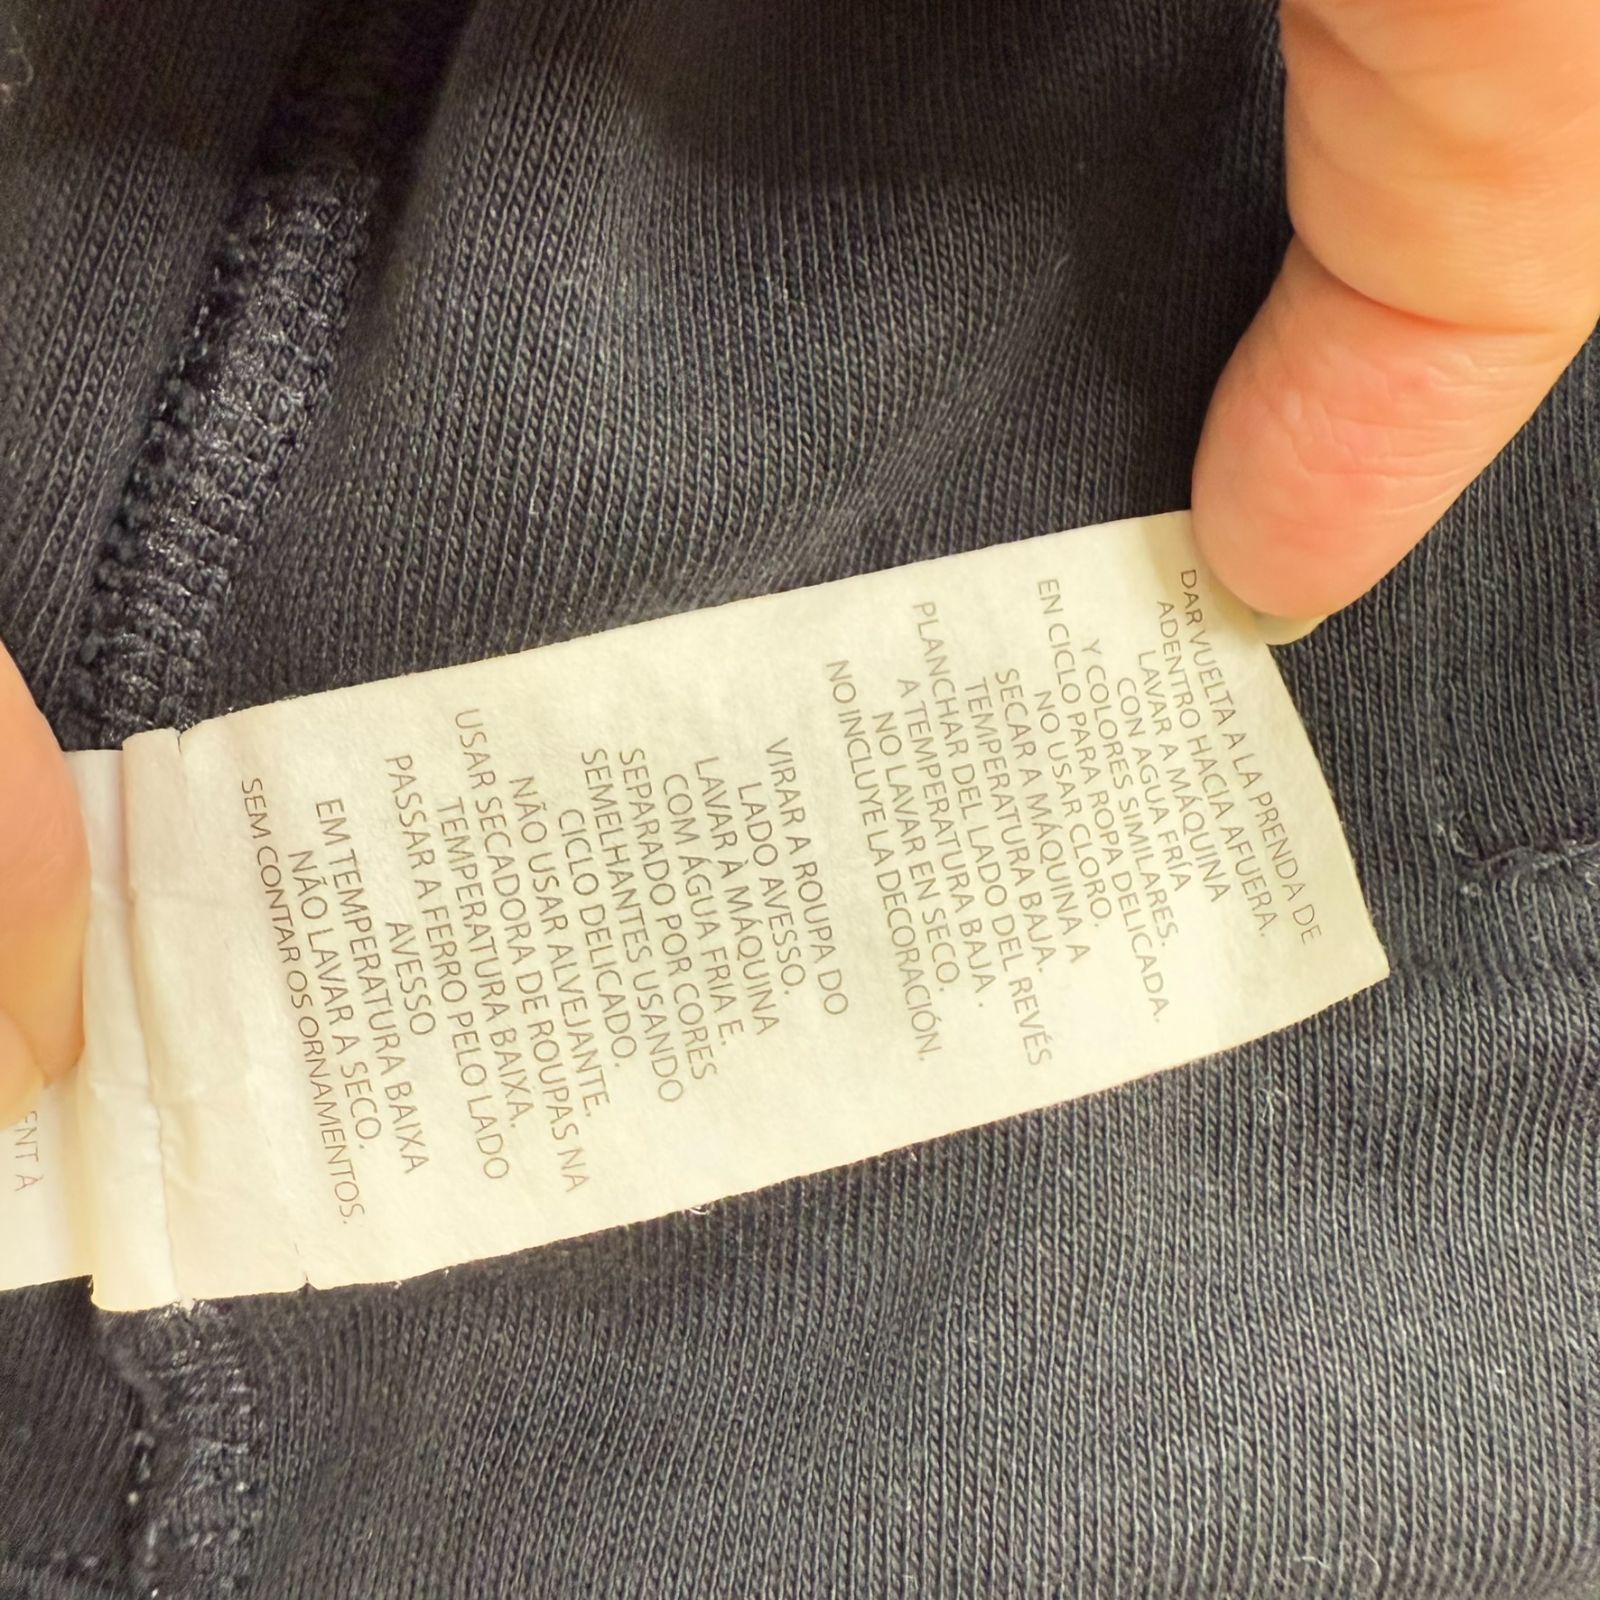 DAR VUELTA A LA PRENDA DE
ADENTRO HACIA AFUERA.
LAVAR A MÁQUINA
CON AGUA FRÍA
Y COLORES SIMILARES.
EN CICLO PARA ROPA DELICADA.
NO USAR CLORO.
SECAR A MÁQUINA A
TEMPERATURA BAJA.
PLANCHAR DEL LADO DEL REVÉS
A TEMPERATURA BAJA .
NO LAVAR EN SECO.
NO INCLUYE LA DECORACIÓN.
VIRAR A ROUPA DO
LADO AVESSO.
LAVAR À MÁQUINA
COM ÁGUA FRIA E.
SEPARADO POR CORES
SEMELHANTES USANDO
CICLO DELICADO.
NÃO USAR ALVEJANTE.
USAR SECADORA DE ROUPAS NA
TEMPERATURA BAIXA.
PASSAR A FERRO PELO LADO
AVESSO
EM TEMPERATURA BAIXA
NÃO LAVAR A SECO.
SEM CONTAR OS ORNAMENTOS.
ENT À